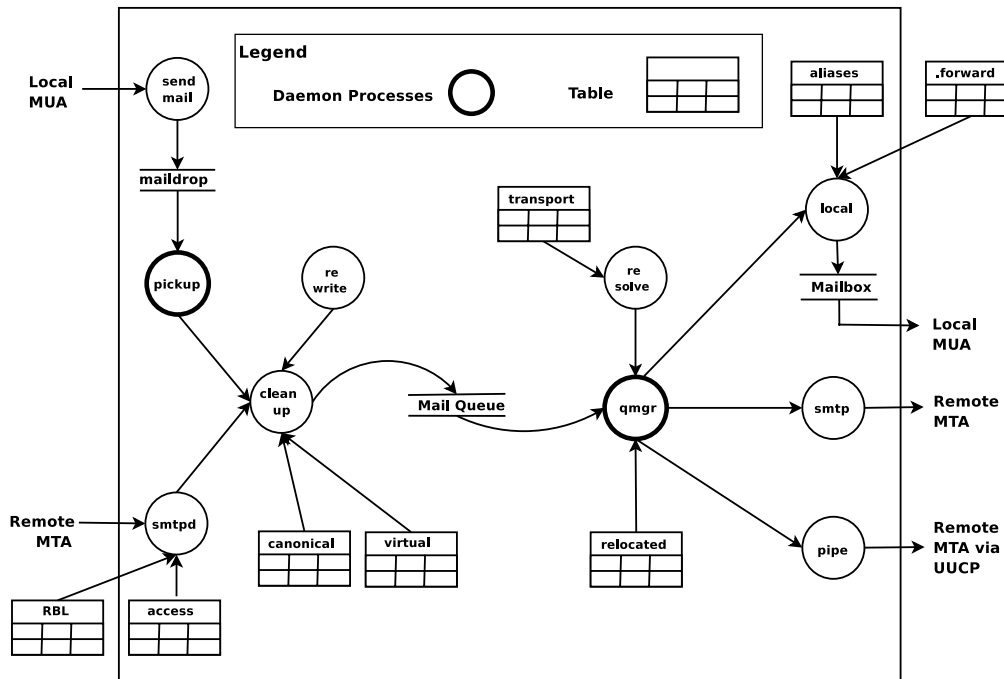 Legend
Daemon Processes
Table
Local
MUA
send
mail
maildrop
pickup
re
write
clean
up
Remote
MTA
smtpd
RBL
access
canonical
virtual
Mail Queue
transport
re
solve
qmgr
relocated
aliases
.forward
local
Mailbox
Local
MUA
smtp
Remote
MTA
pipe
Remote
MTA via
UUCP